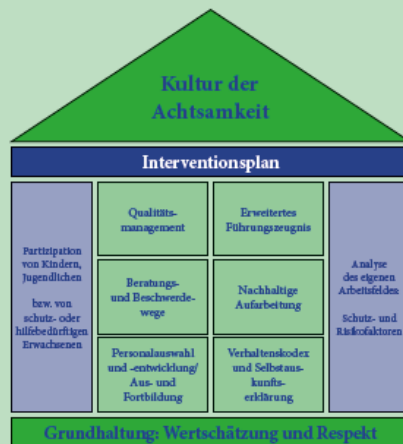 Kultur der
Achtsamkeit
Interventionsplan
Partizipation
von Kindern,
Jugendlichen
bzw. von
schutz- oder
hilfebedürftigen
Erwachsenen
Qualitäts-
management
Erweitertes
Führungszeugnis
Beratungs-
und Beschwerde-
wege
Nachhaltige
Aufarbeitung
Personalauswahl
und -entwicklung/
Aus- und
Fortbildung
Verhaltenskodex
und Selbstaus-
kunfts-
erklärung
Analyse
des eigenen
Arbeitsfeldes
Schutz- und
Risikofaktoren
Grundhaltung: Wertschätzung und Respekt